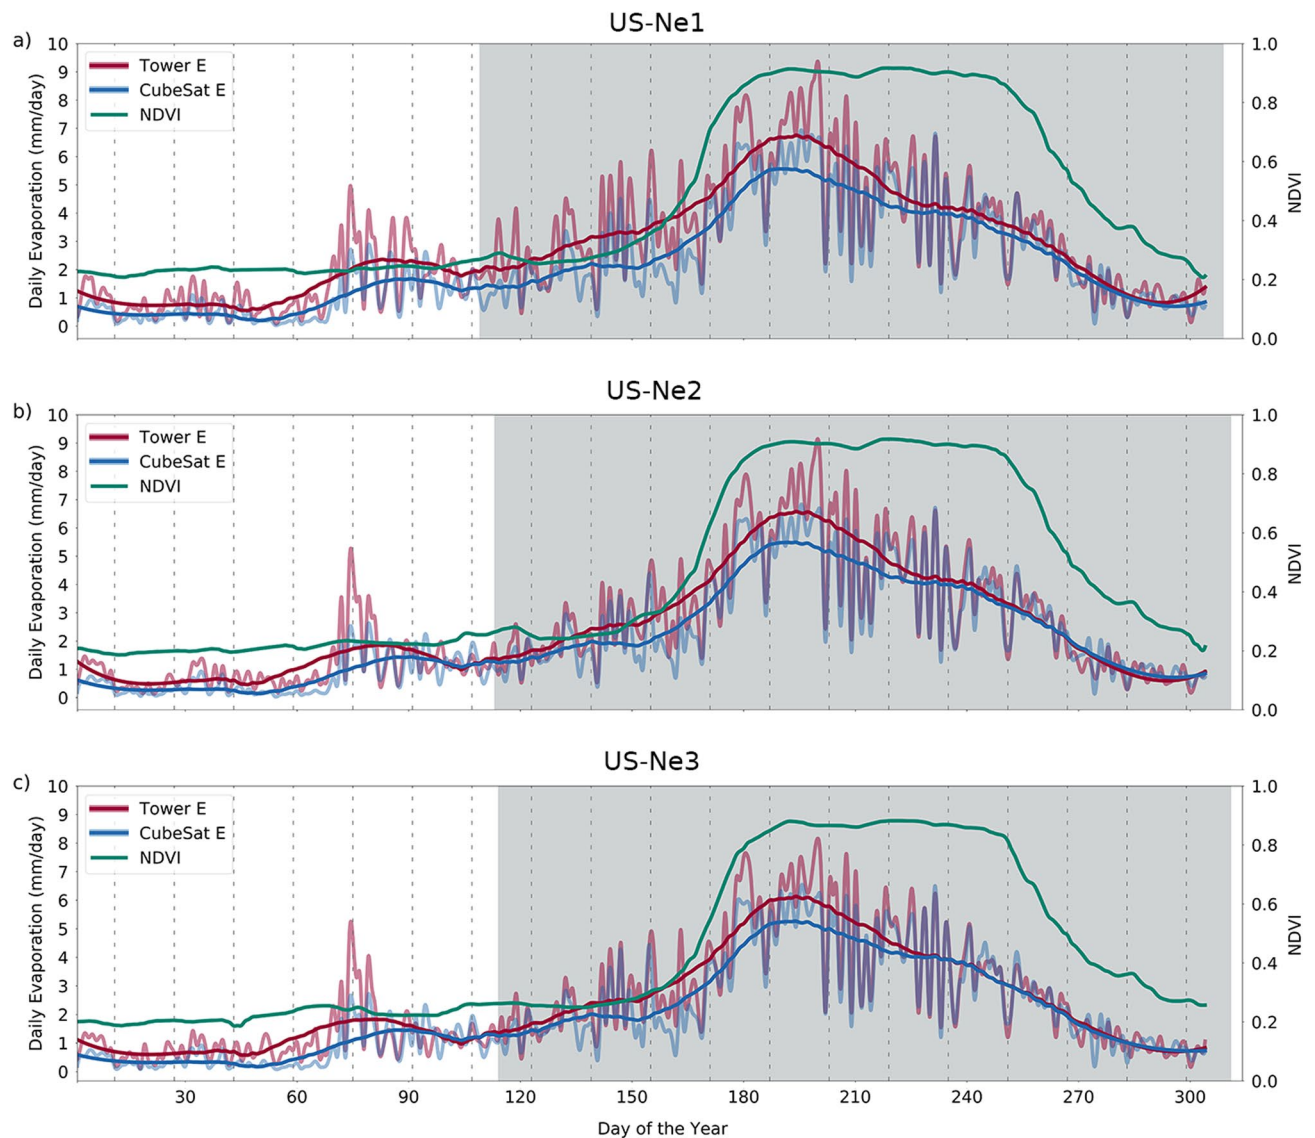 US-Ne1
a)
10
9
8
7
6
5
4
3
2
1
0
Daily Evaporation (mm/day)
Tower E
CubeSat E
NDVI
1.0
0.8
0.6
0.4
0.2
0.0
NDVI
US-Ne2
b)
10
9
8
7
6
5
4
3
2
1
0
Daily Evaporation (mm/day)
Tower E
CubeSat E
NDVI
1.0
0.8
0.6
0.4
0.2
0.0
NDVI
US-Ne3
c)
10
9
8
7
6
5
4
3
2
1
0
Daily Evaporation (mm/day)
Tower E
CubeSat E
NDVI
1.0
0.8
0.6
0.4
0.2
0.0
NDVI
30 60 90 120 150 180 210 240 270 300
Day of the Year